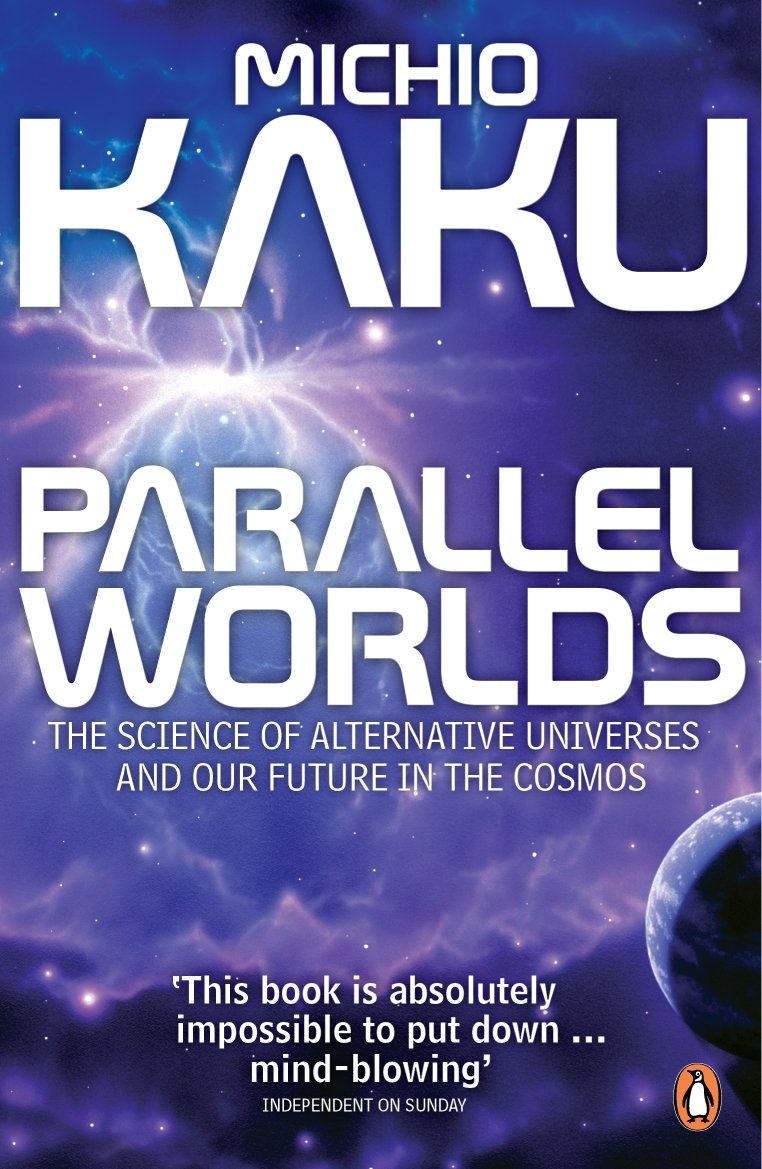 MICHIO
KAKU
PARALLEL
WORLDS
THE SCIENCE OF ALTERNATIVE UNIVERSES
AND OUR FUTURE IN THE COSMOS
‘This book is absolutely
impossible to put down ...
mind-blowing’
INDEPENDENT ON SUNDAY